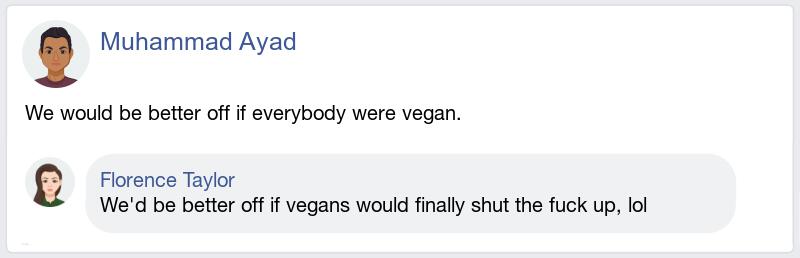 Muhammad Ayad
We would be better off if everybody were vegan.
Florence Taylor
We'd be better off if vegans would finally shut the fuck up, lol